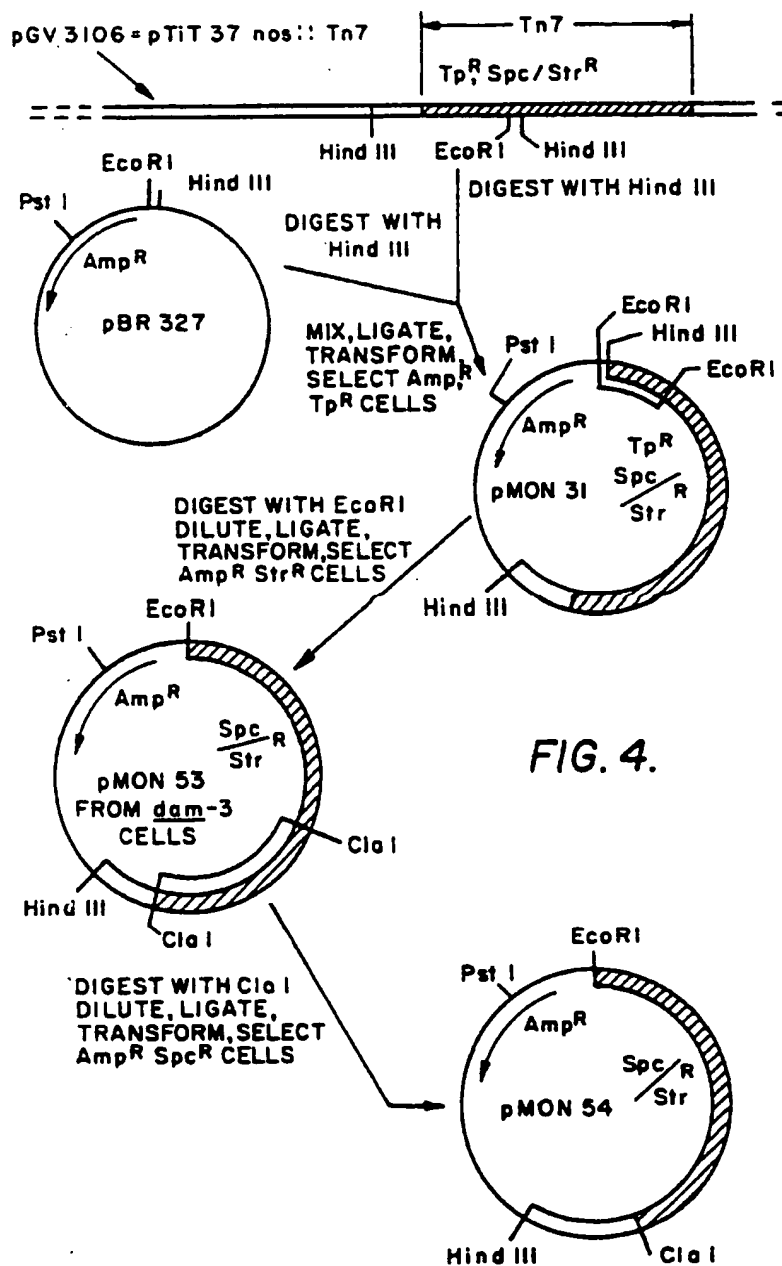 pGV 3106 = pTiT 37 nos :: Tn7
Tn7
Tpᴿ, Spc/Strᴿ
Hind III
EcoRI
Hind III
DIGEST WITH Hind III
EcoRI
Hind III
Pst I
Ampᴿ
pBR 327
DIGEST WITH
Hind III
MIX, LIGATE,
TRANSFORM,
SELECT Amp,ᴿ
Tpᴿ CELLS
EcoRI
Hind III
EcoRI
Pst I
Ampᴿ
Tpᴿ
Spc/Str ᴿ
pMON 31
Hind III
DIGEST WITH EcoRI
DILUTE, LIGATE,
TRANSFORM, SELECT
Ampᴿ Strᴿ CELLS
EcoRI
Pst I
Ampᴿ
Spc/Str ᴿ
pMON 53
FROM dam-3
CELLS
Cla I
Hind III
Cla I
FIG. 4.
DIGEST WITH Cla I
DILUTE, LIGATE,
TRANSFORM, SELECT
Ampᴿ Spcᴿ CELLS
EcoRI
Pst I
Ampᴿ
Spc/Str ᴿ
pMON 54
Hind III
Cla I